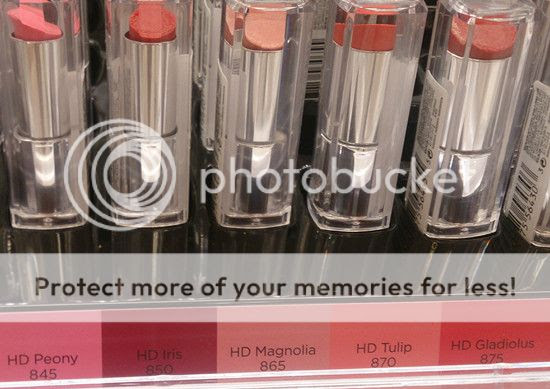 photobucket
Protect more of your memories for less!
HD Peony
845
HD Iris
850
HD Magnolia
865
HD Tulip
870
HD Gladiolus
875